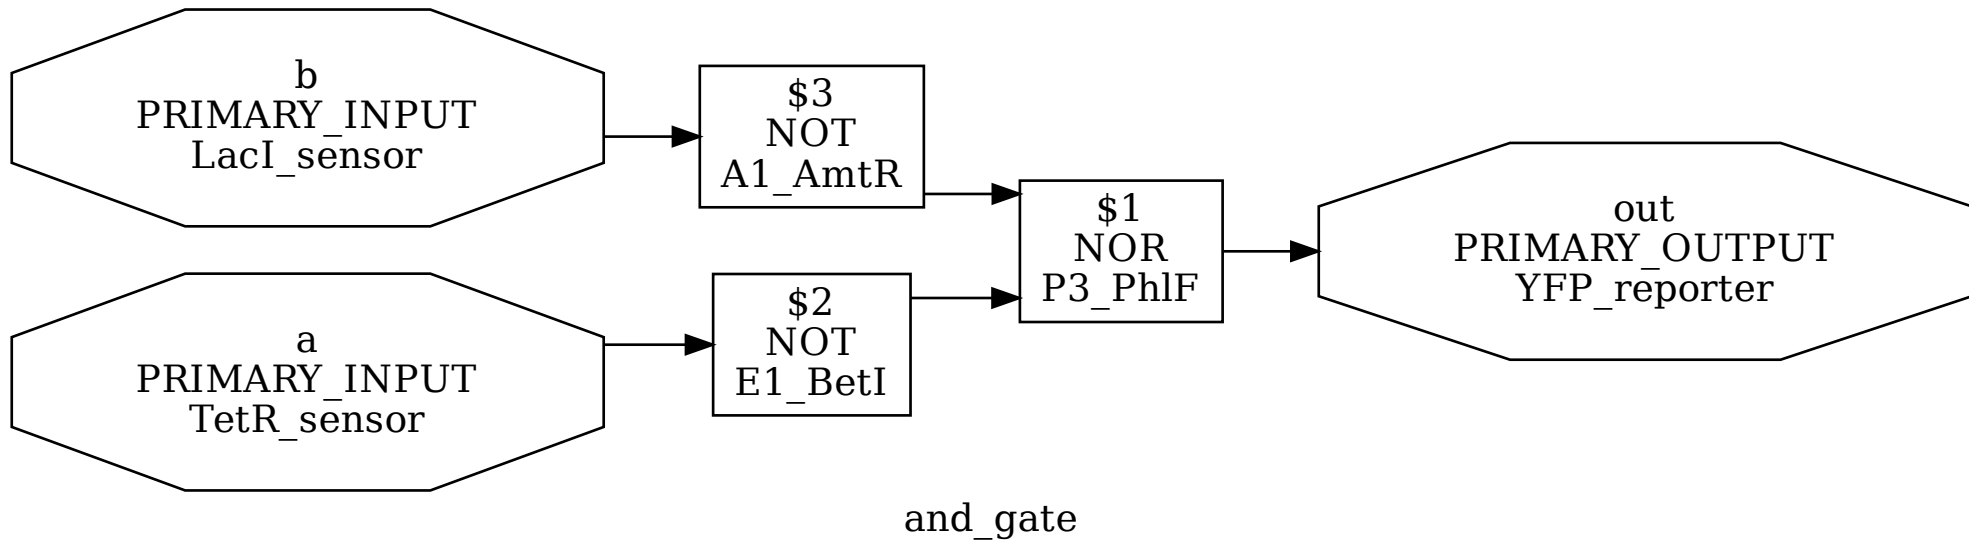 b
PRIMARY_INPUT
LacI_sensor
$3
NOT
A1_AmtR
a
PRIMARY_INPUT
TetR_sensor
$2
NOT
E1_BetI
$1
NOR
P3_PhlF
out
PRIMARY_OUTPUT
YFP_reporter
and_gate